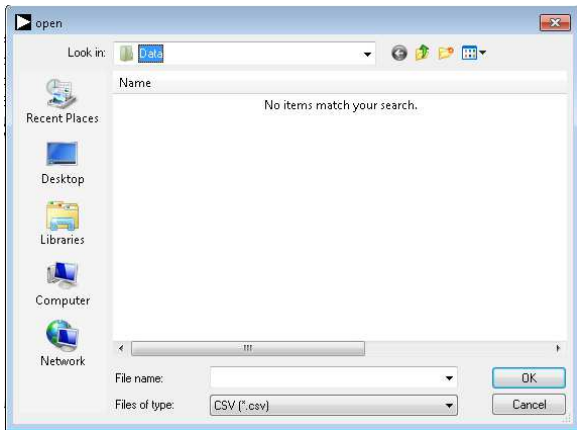 open
Look in:
Data
Name
No items match your search.
Recent Places
Desktop
Libraries
Computer
Network
File name:
OK
Files of type:
CSV (*.csv)
Cancel